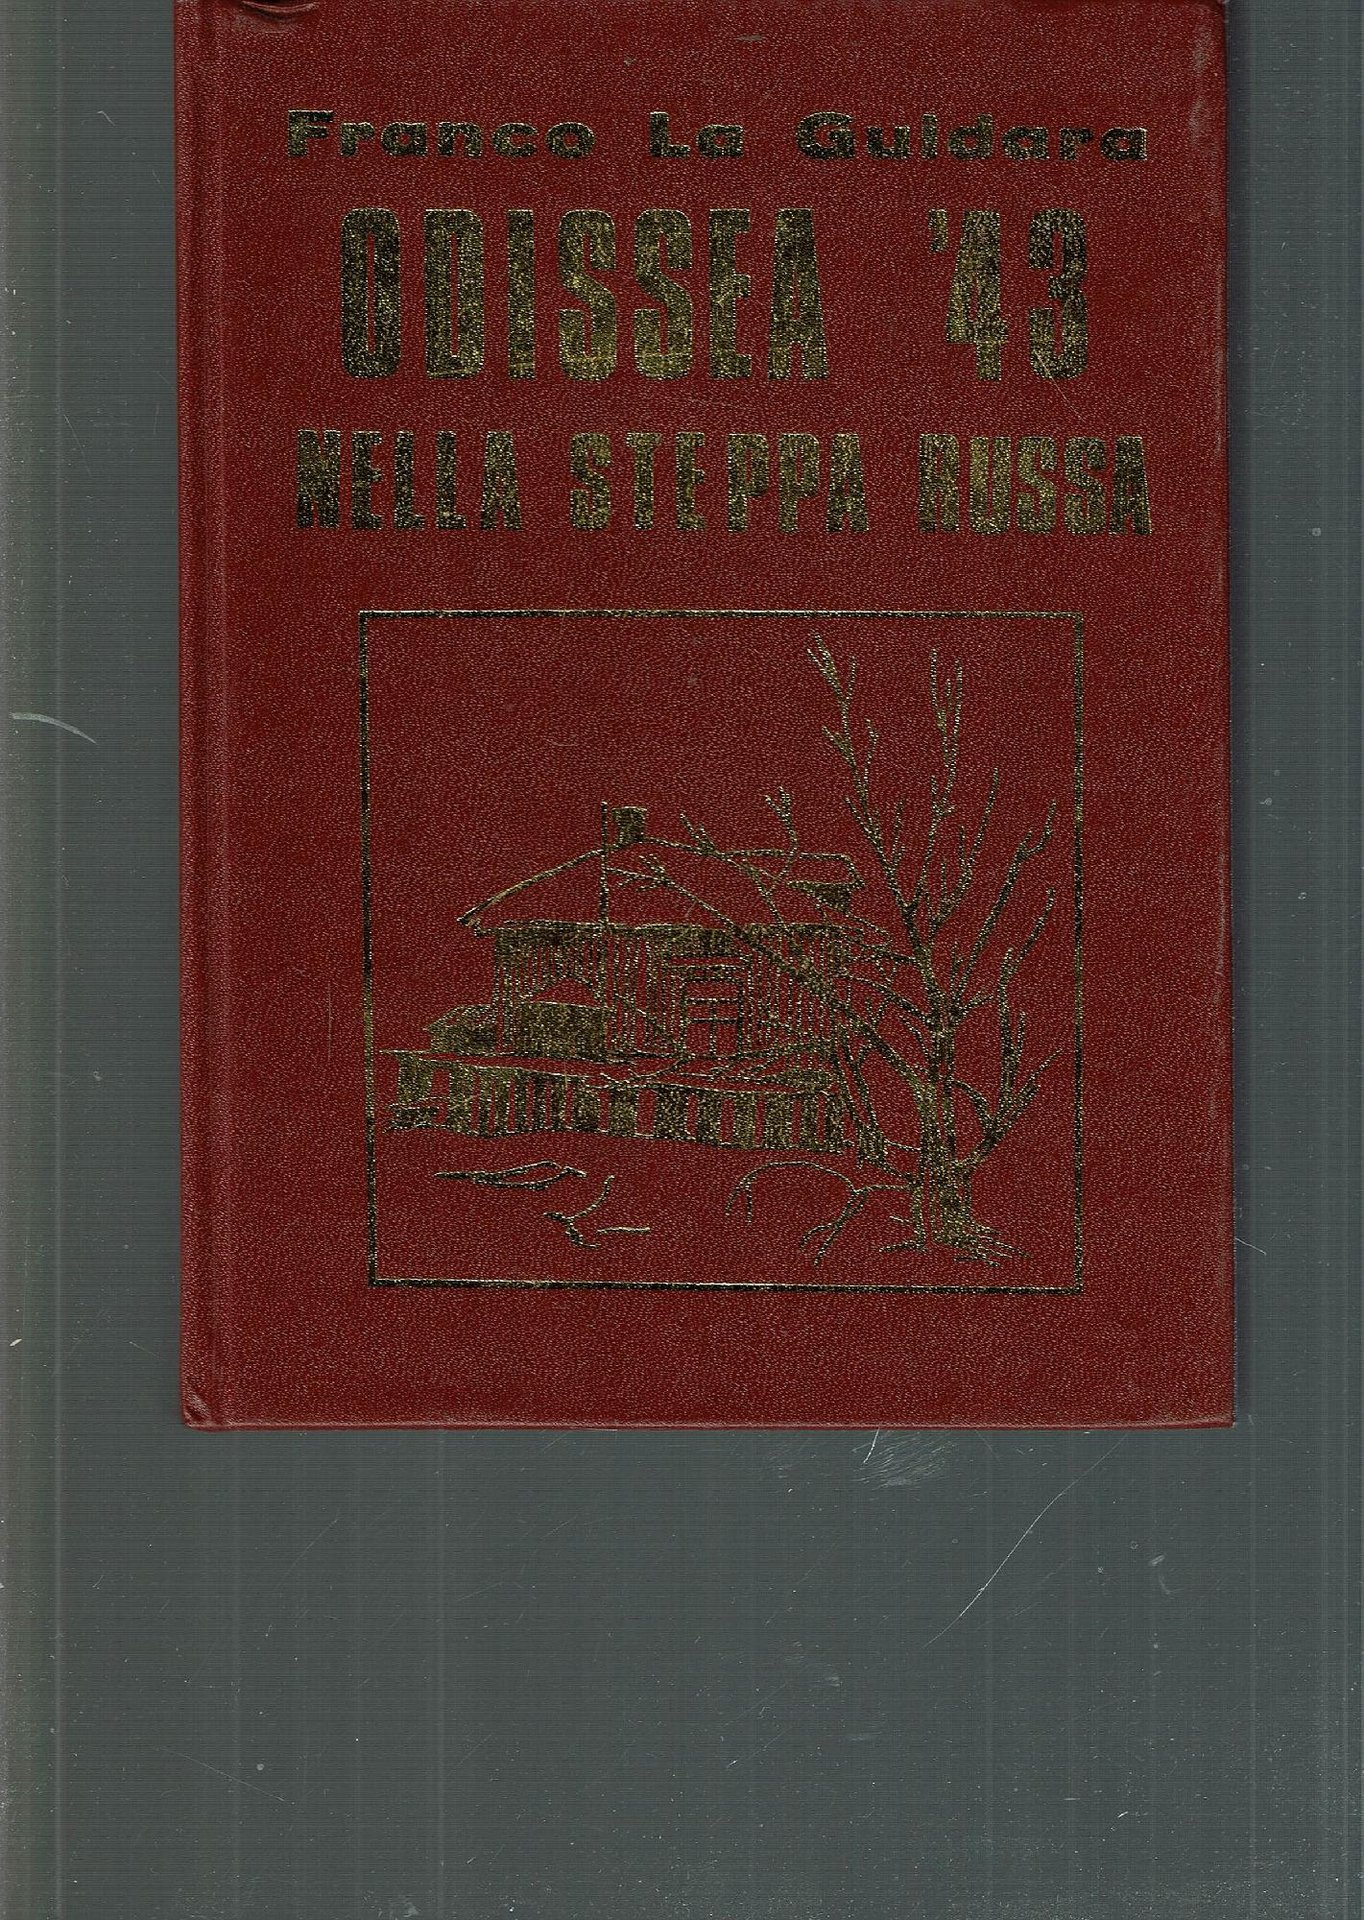 Franco La Guidara
ODISSEA '43
NELLA STEPPA RUSSA